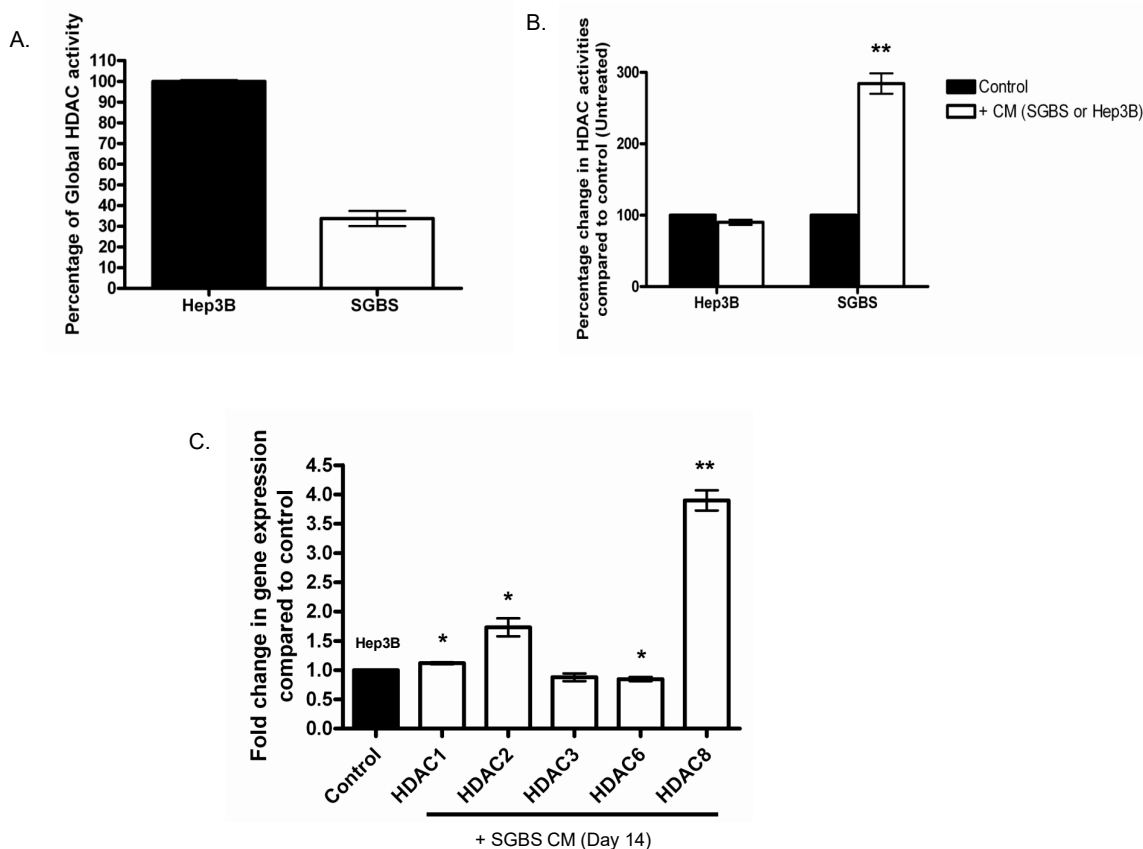 A.
Percentage of Global HDAC activity
110
100
90
80
70
60
50
40
30
20
10
0
Hep3B
SGBS
B.
Percentage change in HDAC activities
compared to control (Untreated)
300
200
100
0
**
Hep3B
SGBS
Control
+ CM (SGBS or Hep3B)
C.
Fold change in gene expression
compared to control
4.5
4.0
3.5
3.0
2.5
2.0
1.5
1.0
0.5
0.0
Hep3B
*
*
*
**
Control
HDAC1
HDAC2
HDAC3
HDAC6
HDAC8
+ SGBS CM (Day 14)